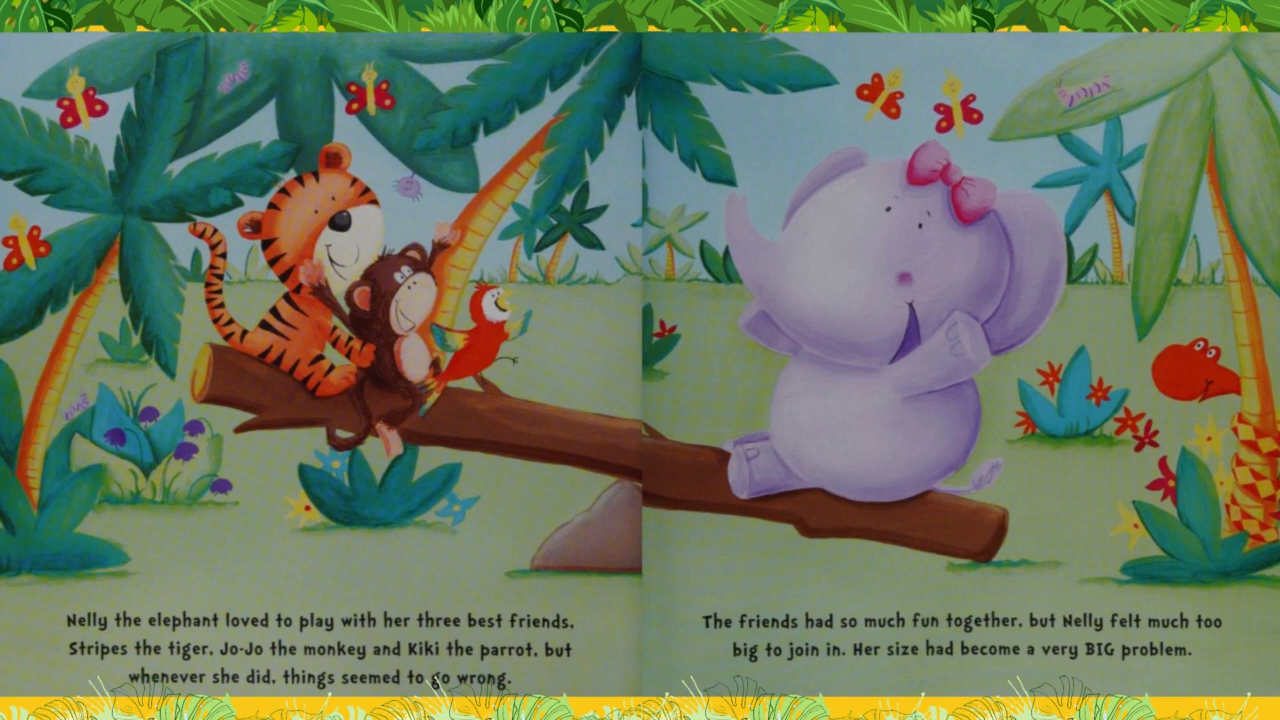 Nelly the elephant loved to play with her three best friends,
Stripes the tiger, Jo-Jo the monkey and Kiki the parrot, but
whenever she did, things seemed to go wrong.
The friends had so much fun together, but Nelly felt much too
big to join in. Her size had become a very BIG problem.